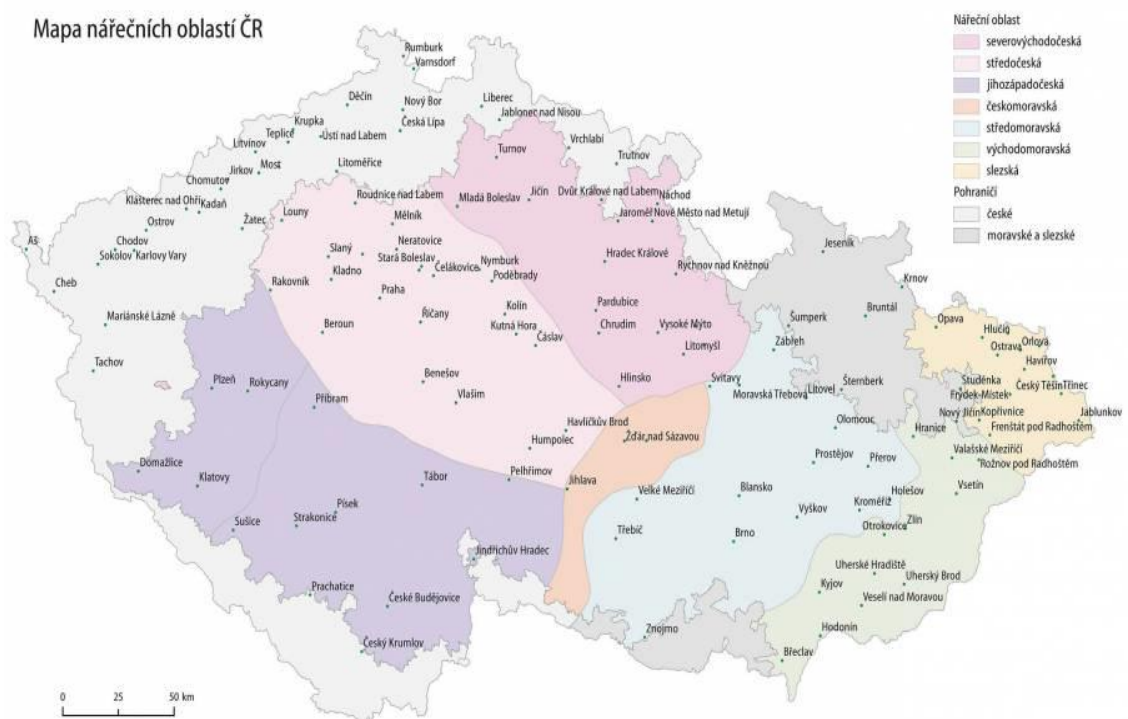 Mapa nářečních oblastí ČR
Nářeční oblast
severovýchodočeská
středočeská
jihozápadočeská
českomoravská
středomoravská
východomoravská
slezská
Pohraničí
české
moravské a slezské
Rumburk
Varnsdorf
Děčín
Nový Bor
Liberec
Jablonec nad Nisou
Krupka
Teplice
Ústí nad Labem
Česká Lípa
Litvínov
Vrchlabí
Turnov
Trutnov
Jirkov
Most
Litoměřice
Chomutov
Klášterec nad Ohří
Kadaň
Roudnice nad Labem
Mladá Boleslav
Jičín
Dvůr Králové nad Labem
Náchod
Ostrov
Žatec
Louny
Mělník
Jaroměř
Nové Město nad Metují
Aš
Chodov
Sokolov
Karlovy Vary
Slaný
Neratovice
Stará Boleslav
Čelákovice
Nymburk
Poděbrady
Hradec Králové
Rychnov nad Kněžnou
Jeseník
Cheb
Rakovník
Kladno
Praha
Krnov
Mariánské Lázně
Beroun
Říčany
Kolín
Kutná Hora
Čáslav
Pardubice
Chrudim
Vysoké Mýto
Litomyšl
Šumperk
Zábřeh
Bruntál
Opava
Hlučín
Ostrava
Orlová
Havířov
Tachov
Plzeň
Rokycany
Příbram
Benešov
Vlašim
Hlinsko
Svitavy
Moravská Třebová
Litovel
Šternberk
Studénka
Český Těšín
Třinec
Frýdek-Místek
Nový Jičín
Kopřivnice
Jablunkov
Frenštát pod Radhoštěm
Havlíčkův Brod
Humpolec
Žďár nad Sázavou
Olomouc
Hranice
Valašské Meziříčí
Rožnov pod Radhoštěm
Domažlice
Klatovy
Tábor
Pelhřimov
Jihlava
Velké Meziříčí
Blansko
Prostějov
Přerov
Vsetín
Písek
Strakonice
Sušice
Třebíč
Brno
Vyškov
Kroměříž
Holešov
Otrokovice
Zlín
Jindřichův Hradec
Prachatice
České Budějovice
Uherské Hradiště
Uherský Brod
Kyjov
Veselí nad Moravou
Český Krumlov
Znojmo
Hodonín
Břeclav
0 25 50 km